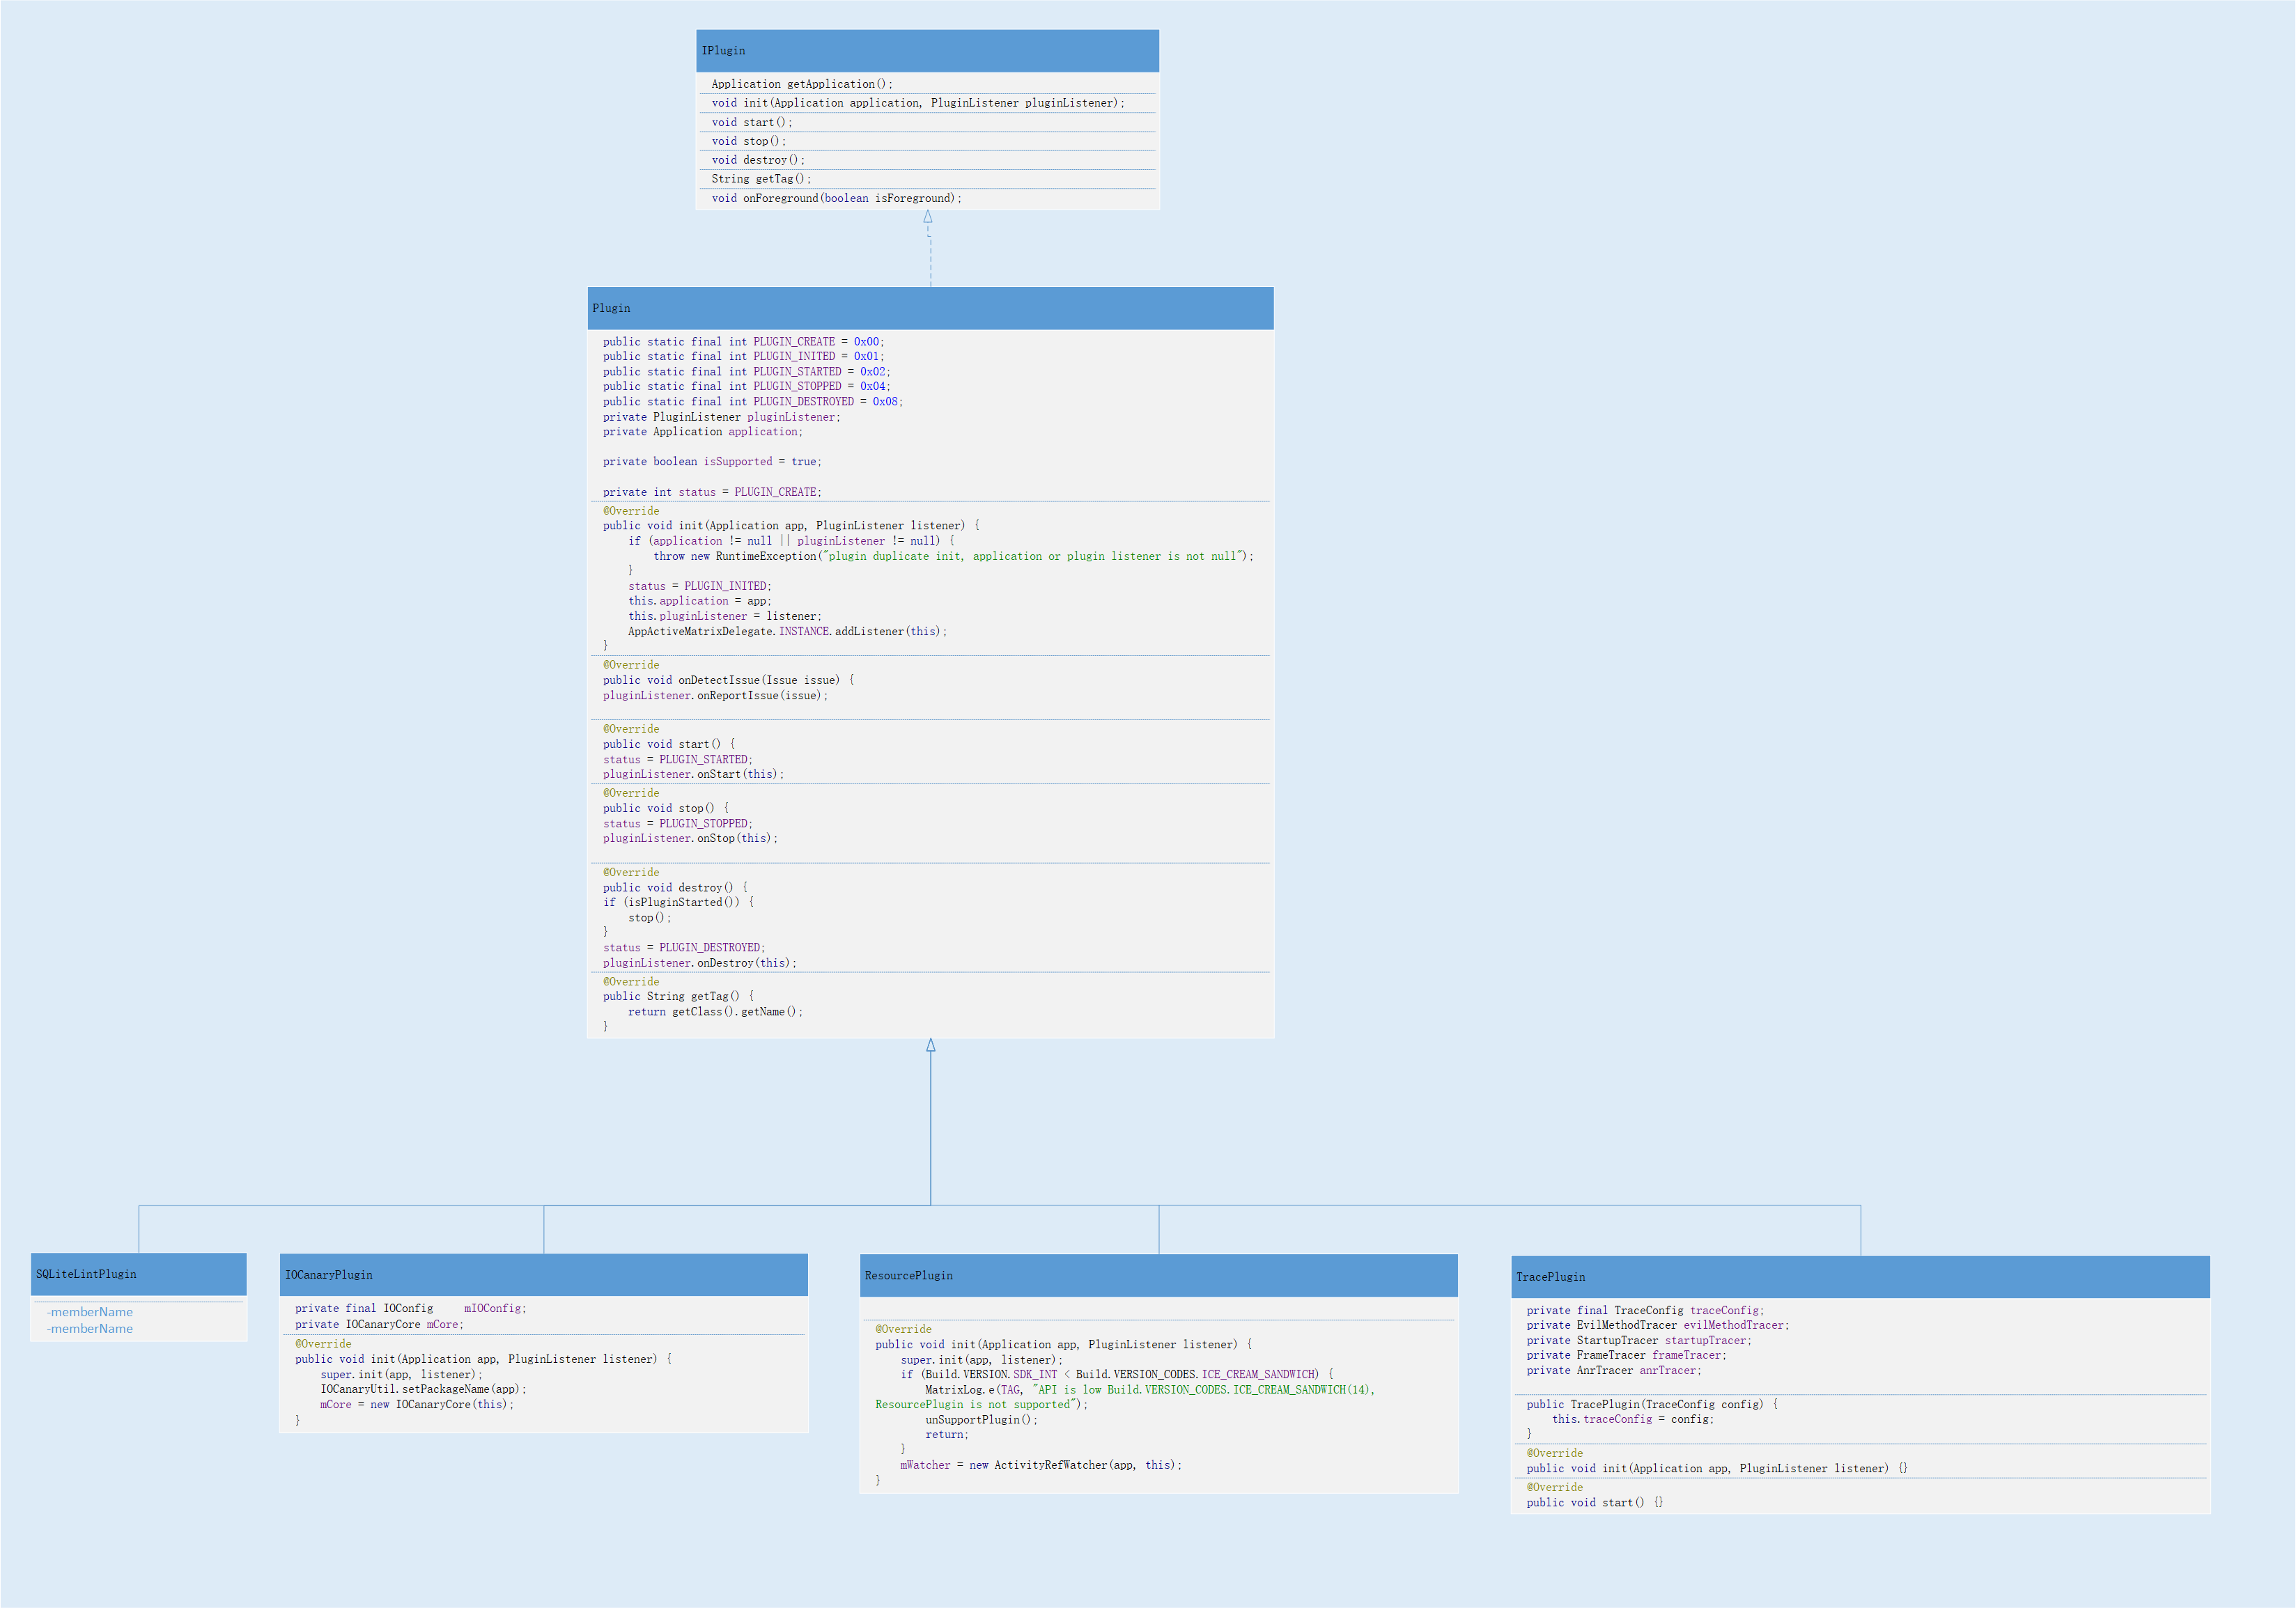 IPlugin
Application getApplication();
void init(Application application, PluginListener pluginListener);
void start();
void stop();
void destroy();
String getTag();
void onForeground(boolean isForeground);
Plugin
public static final int PLUGIN_CREATE = 0x00;
public static final int PLUGIN_INITED = 0x01;
public static final int PLUGIN_STARTED = 0x02;
public static final int PLUGIN_STOPPED = 0x04;
public static final int PLUGIN_DESTROYED = 0x08;
private PluginListener pluginListener;
private Application application;
private boolean isSupported = true;
private int status = PLUGIN_CREATE;
@Override
public void init(Application app, PluginListener listener) {
    if (application != null || pluginListener != null) {
        throw new RuntimeException("plugin duplicate init, application or plugin listener is not null");
    }
    status = PLUGIN_INITED;
    this.application = app;
    this.pluginListener = listener;
    AppActiveMatrixDelegate.INSTANCE.addListener(this);
}
@Override
public void onDetectIssue(Issue issue) {
pluginListener.onReportIssue(issue);
@Override
public void start() {
status = PLUGIN_STARTED;
pluginListener.onStart(this);
@Override
public void stop() {
status = PLUGIN_STOPPED;
pluginListener.onStop(this);
@Override
public void destroy() {
if (isPluginStarted()) {
    stop();
}
status = PLUGIN_DESTROYED;
pluginListener.onDestroy(this);
@Override
public String getTag() {
    return getClass().getName();
}
SQLiteLintPlugin
-memberName
-memberName
IOCanaryPlugin
private final IOConfig     mIOConfig;
private IOCanaryCore mCore;
@Override
public void init(Application app, PluginListener listener) {
    super.init(app, listener);
    IOCanaryUtil.setPackageName(app);
    mCore = new IOCanaryCore(this);
}
ResourcePlugin
@Override
public void init(Application app, PluginListener listener) {
    super.init(app, listener);
    if (Build.VERSION.SDK_INT < Build.VERSION_CODES.ICE_CREAM_SANDWICH) {
        MatrixLog.e(TAG, "API is low Build.VERSION_CODES.ICE_CREAM_SANDWICH(14),
ResourcePlugin is not supported");
        unSupportPlugin();
        return;
    }
    mWatcher = new ActivityRefWatcher(app, this);
}
TracePlugin
private final TraceConfig traceConfig;
private EvilMethodTracer evilMethodTracer;
private StartupTracer startupTracer;
private FrameTracer frameTracer;
private AnrTracer anrTracer;
public TracePlugin(TraceConfig config) {
    this.traceConfig = config;
}
@Override
public void init(Application app, PluginListener listener) {}
@Override
public void start() {}